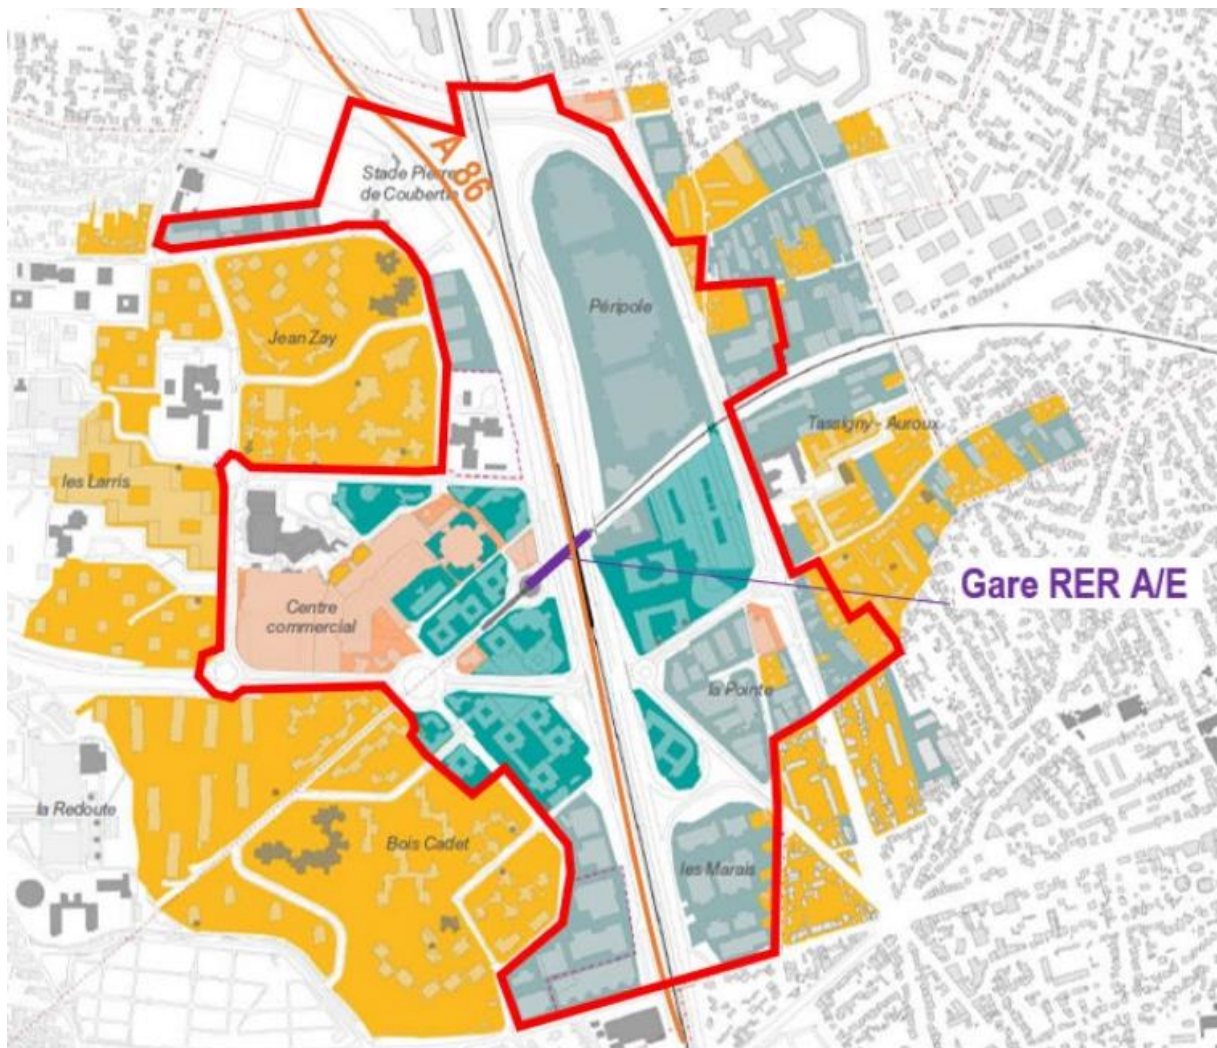 A 86
Stade Pierre
de Coubertin
Péripole
Jean Zay
Tassigny - Auroux
les Larris
Gare RER A/E
Centre
commercial
la Pointe
la Redoute
Bois Cadet
les Marais